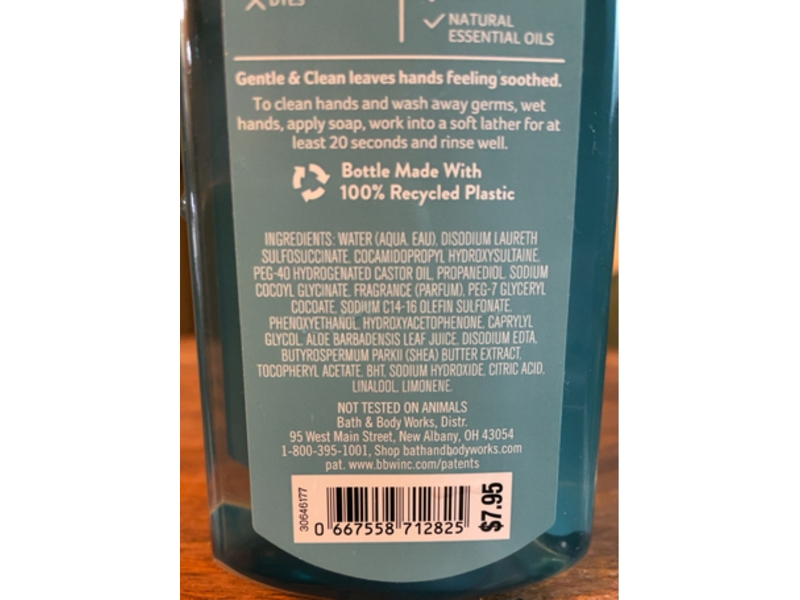 DYES
NATURAL
ESSENTIAL OILS
Gentle & Clean leaves hands feeling soothed.
To clean hands and wash away germs, wet
hands, apply soap, work into a soft lather for at
least 20 seconds and rinse well.
Bottle Made With
100% Recycled Plastic
INGREDIENTS: WATER (AQUA, EAU), DISODIUM LAURETH
SULFOSUCCINATE, COCAMIDOPROPYL HYDROXYSULTAINE,
PEG-40 HYDROGENATED CASTOR OIL, PROPANEDIOL, SODIUM
COCOYL GLYCINATE, FRAGRANCE (PARFUM), PEG-7 GLYCERYL
COCOATE, SODIUM C14-16 OLEFIN SULFONATE,
PHENOXYETHANOL, HYDROXYACETOPHENONE, CAPRYLYL
GLYCOL, ALOE BARBADENSIS LEAF JUICE, DISODIUM EDTA,
BUTYROSPERMUM PARKII (SHEA) BUTTER EXTRACT,
TOCOPHERYL ACETATE, BHT, SODIUM HYDROXIDE, CITRIC ACID,
LINALOOL, LIMONENE.
NOT TESTED ON ANIMALS
Bath & Body Works, Distr.
95 West Main Street, New Albany, OH 43054
1-800-395-1001, Shop bathandbodyworks.com
pat. www.bbwinc.com/patents
30646177
0 667558 712825
$7.95